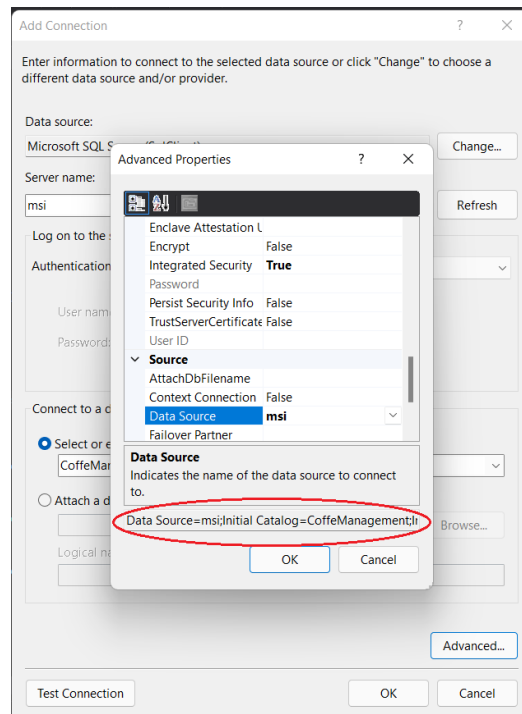 Add Connection
?
Enter information to connect to the selected data source or click "Change" to choose a
different data source and/or provider.
Data source:
Microsoft SQL
Change...
Advanced Properties
?
Server name:
msi
Refresh
Enclave Attestation U
Log on to the
Encrypt False
Integrated Security True
Authentication
Password
Persist Security Info False
User nam
TrustServerCertificate False
User ID
Password:
Source
AttachDbFilename
Context Connection False
Connect to a d
Data Source msi
Failover Partner
Select or e
Data Source
CoffeMar
Indicates the name of the data source to connect
to.
Attach a d
Data Source=msi;Initial Catalog=CoffeManagement;I
Browse...
Logical na
OK Cancel
Advanced...
Test Connection OK Cancel